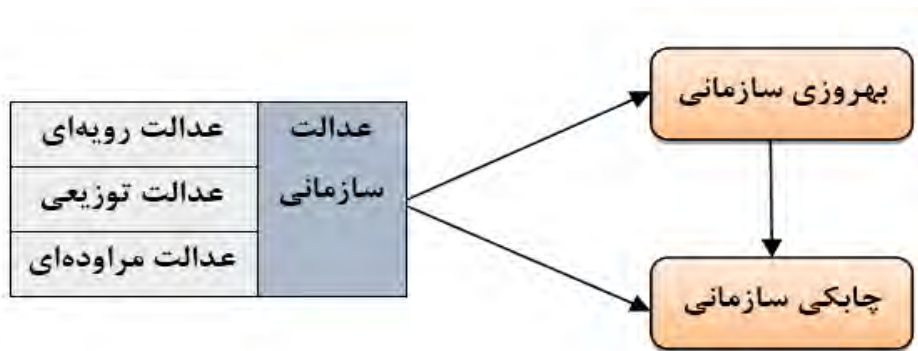 بهروزی سازمانی
عدالت
سازمانی
عدالت رویه‌ای
عدالت توزیعی
عدالت مراوده‌ای
چابکی سازمانی